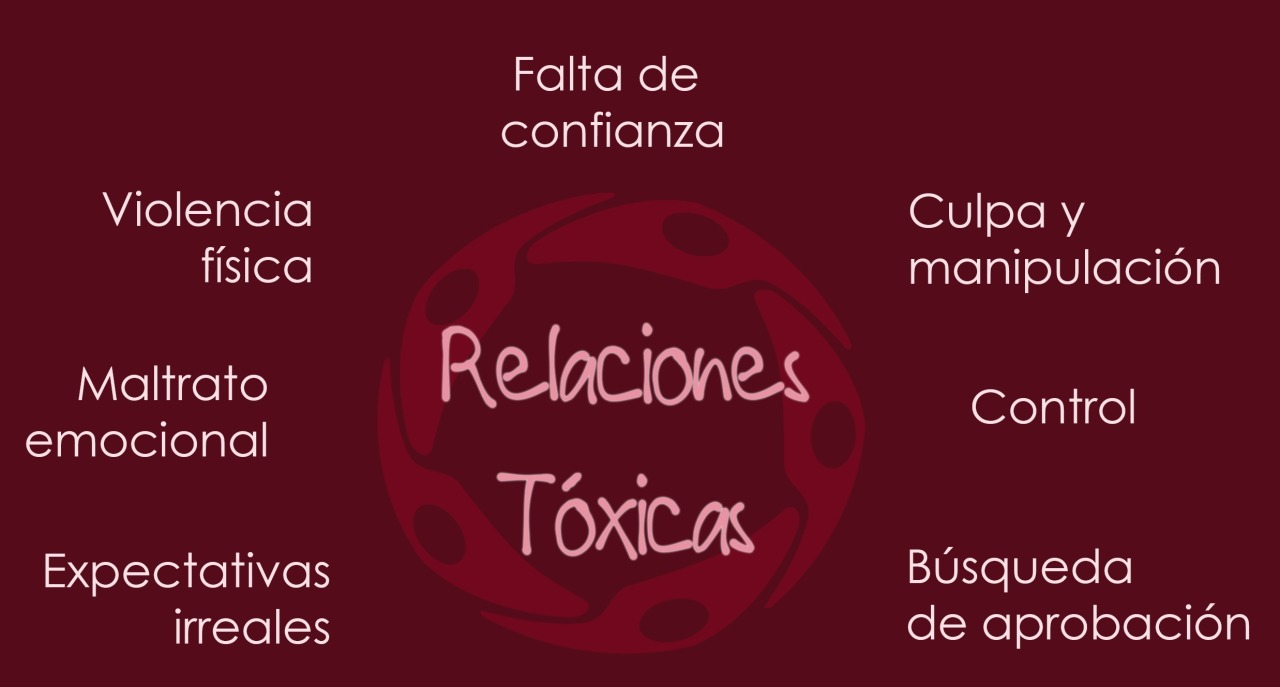 Falta de
confianza
Violencia
física
Culpa y
manipulación
Relaciones
Tóxicas
Maltrato
emocional
Control
Expectativas
irreales
Búsqueda
de aprobación